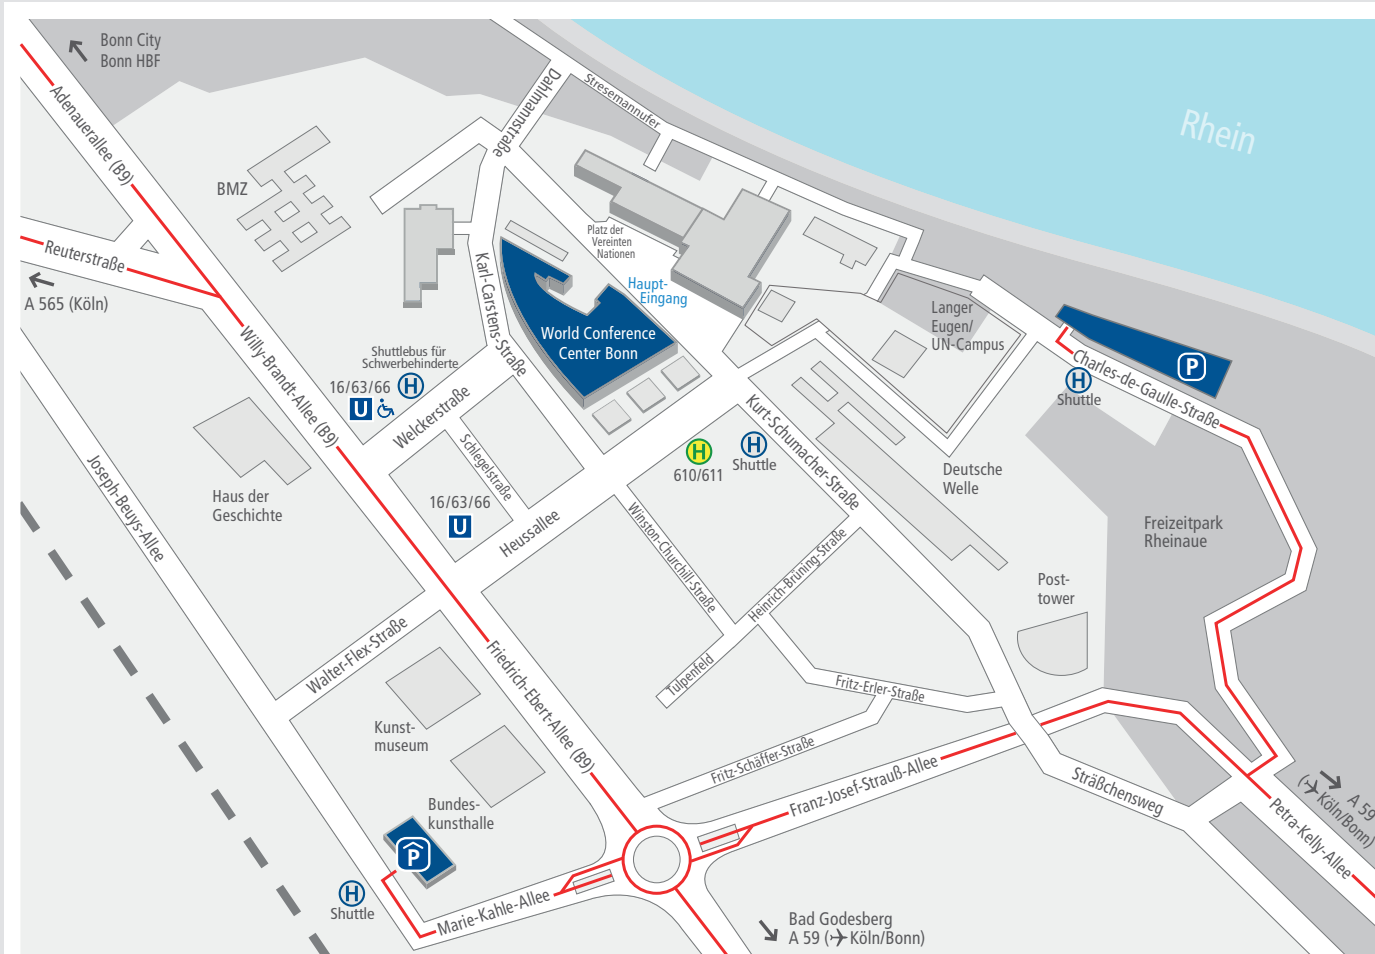 Bonn City
Bonn HBF
Adenauerallee (B9)
Reuterstraße
A 565 (Köln)
BMZ
Dahlmannstraße
Stresemannufer
Rhein
Platz der
Vereinten
Nationen
Haupt-
Eingang
Karl-Carstens-Straße
World Conference
Center Bonn
Langer
Eugen/
UN-Campus
P
Charles-de-Gaulle-Straße
H
Shuttle
Shuttlebus für
Schwerbehinderte
16/63/66
H
U
Willy-Brandt-Allee (B9)
Welckerstraße
Schlegelstraße
16/63/66
U
Heussallee
H
610/611
H
Shuttle
Kurt-Schumacher-Straße
Deutsche
Welle
Haus der
Geschichte
Joseph-Beuys-Allee
Winston-Churchill-Straße
Heinrich-Brüning-Straße
Tulpenfeld
Freizeitpark
Rheinaue
Post-
tower
Walter-Flex-Straße
Friedrich-Ebert-Allee (B9)
Fritz-Erler-Straße
Fritz-Schäffer-Straße
Franz-Josef-Strauß-Allee
Sträßchensweg
Petra-Kelly-Allee
A 59
(Köln/Bonn)
Kunst-
museum
Bundes-
kunsthalle
P
H
Shuttle
Marie-Kahle-Allee
Bad Godesberg
A 59 (Köln/Bonn)